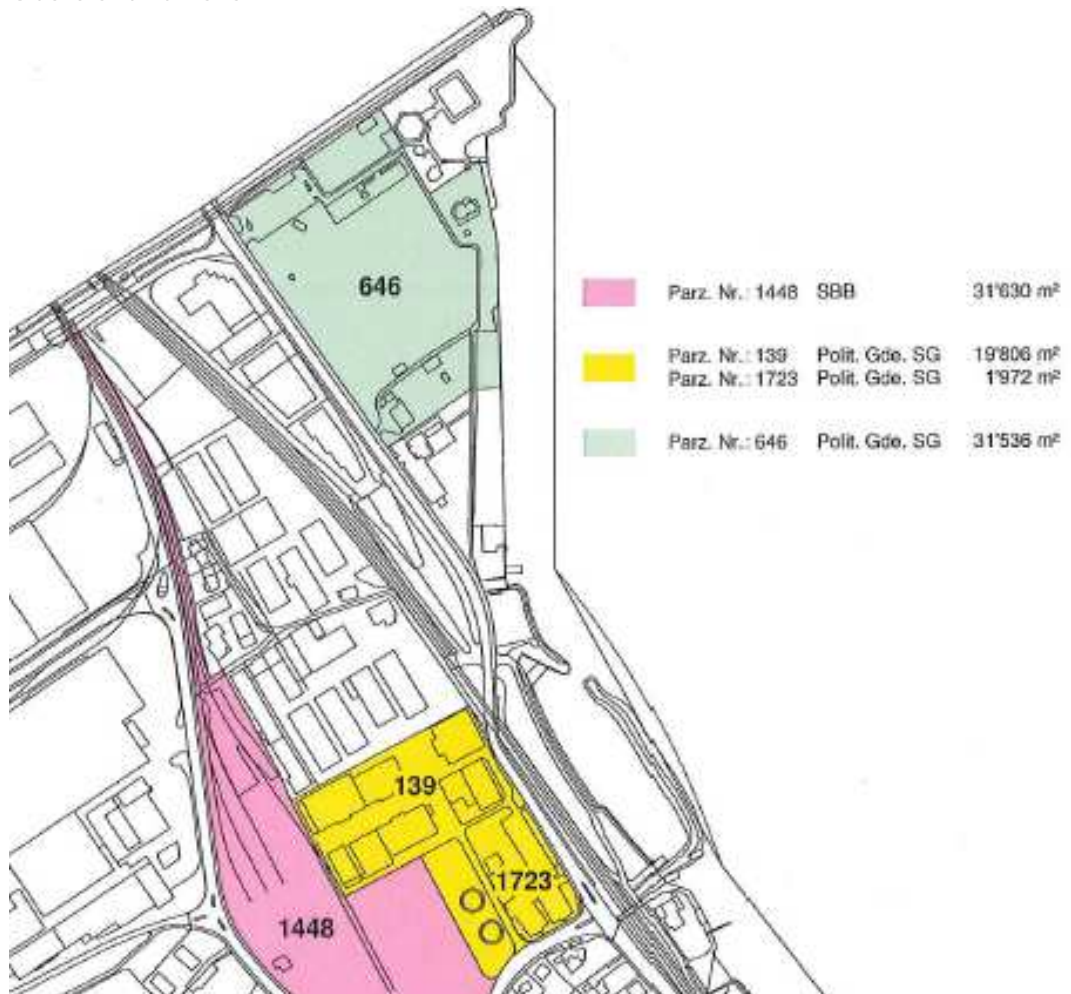 646
Parz. Nr.: 1448 SBB 31'630 m²
Parz. Nr.: 139 Polit. Gde. SG 19'806 m²
Parz. Nr.: 1723 Polit. Gde. SG 1'972 m²
Parz. Nr.: 646 Polit. Gde. SG 31'536 m²
139
1723
1448